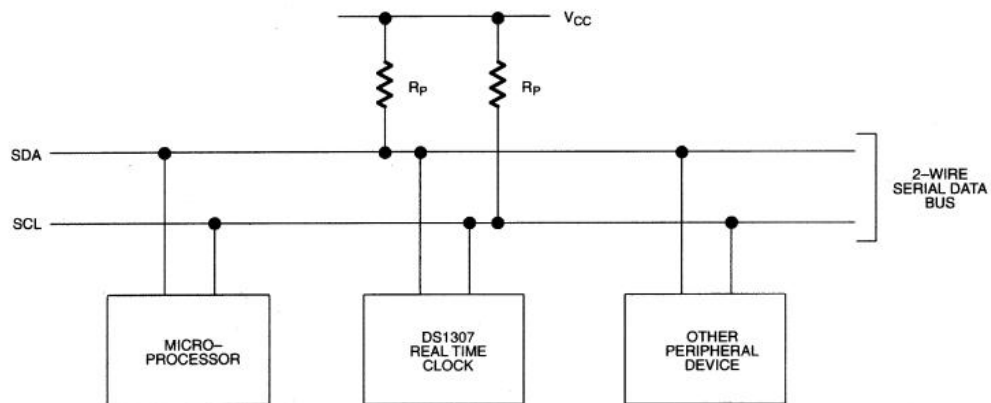 VCC
RP
RP
SDA
2–WIRE
SERIAL DATA
BUS
SCL
MICRO–
PROCESSOR
DS1307
REAL TIME
CLOCK
OTHER
PERIPHERAL
DEVICE